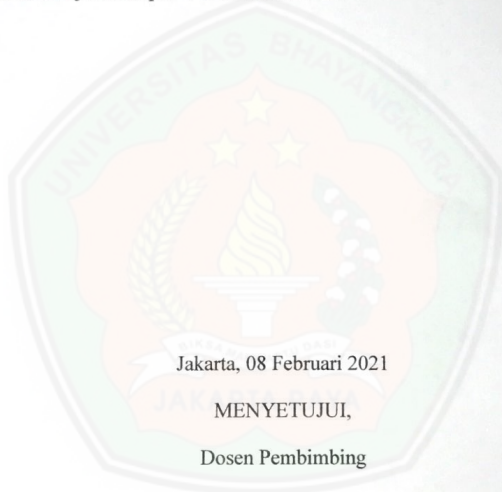 UNIVERSITAS BHAYANGKARA
JAKARTA RAYA
Jakarta, 08 Februari 2021
MENYETUJUI,
Dosen Pembimbing